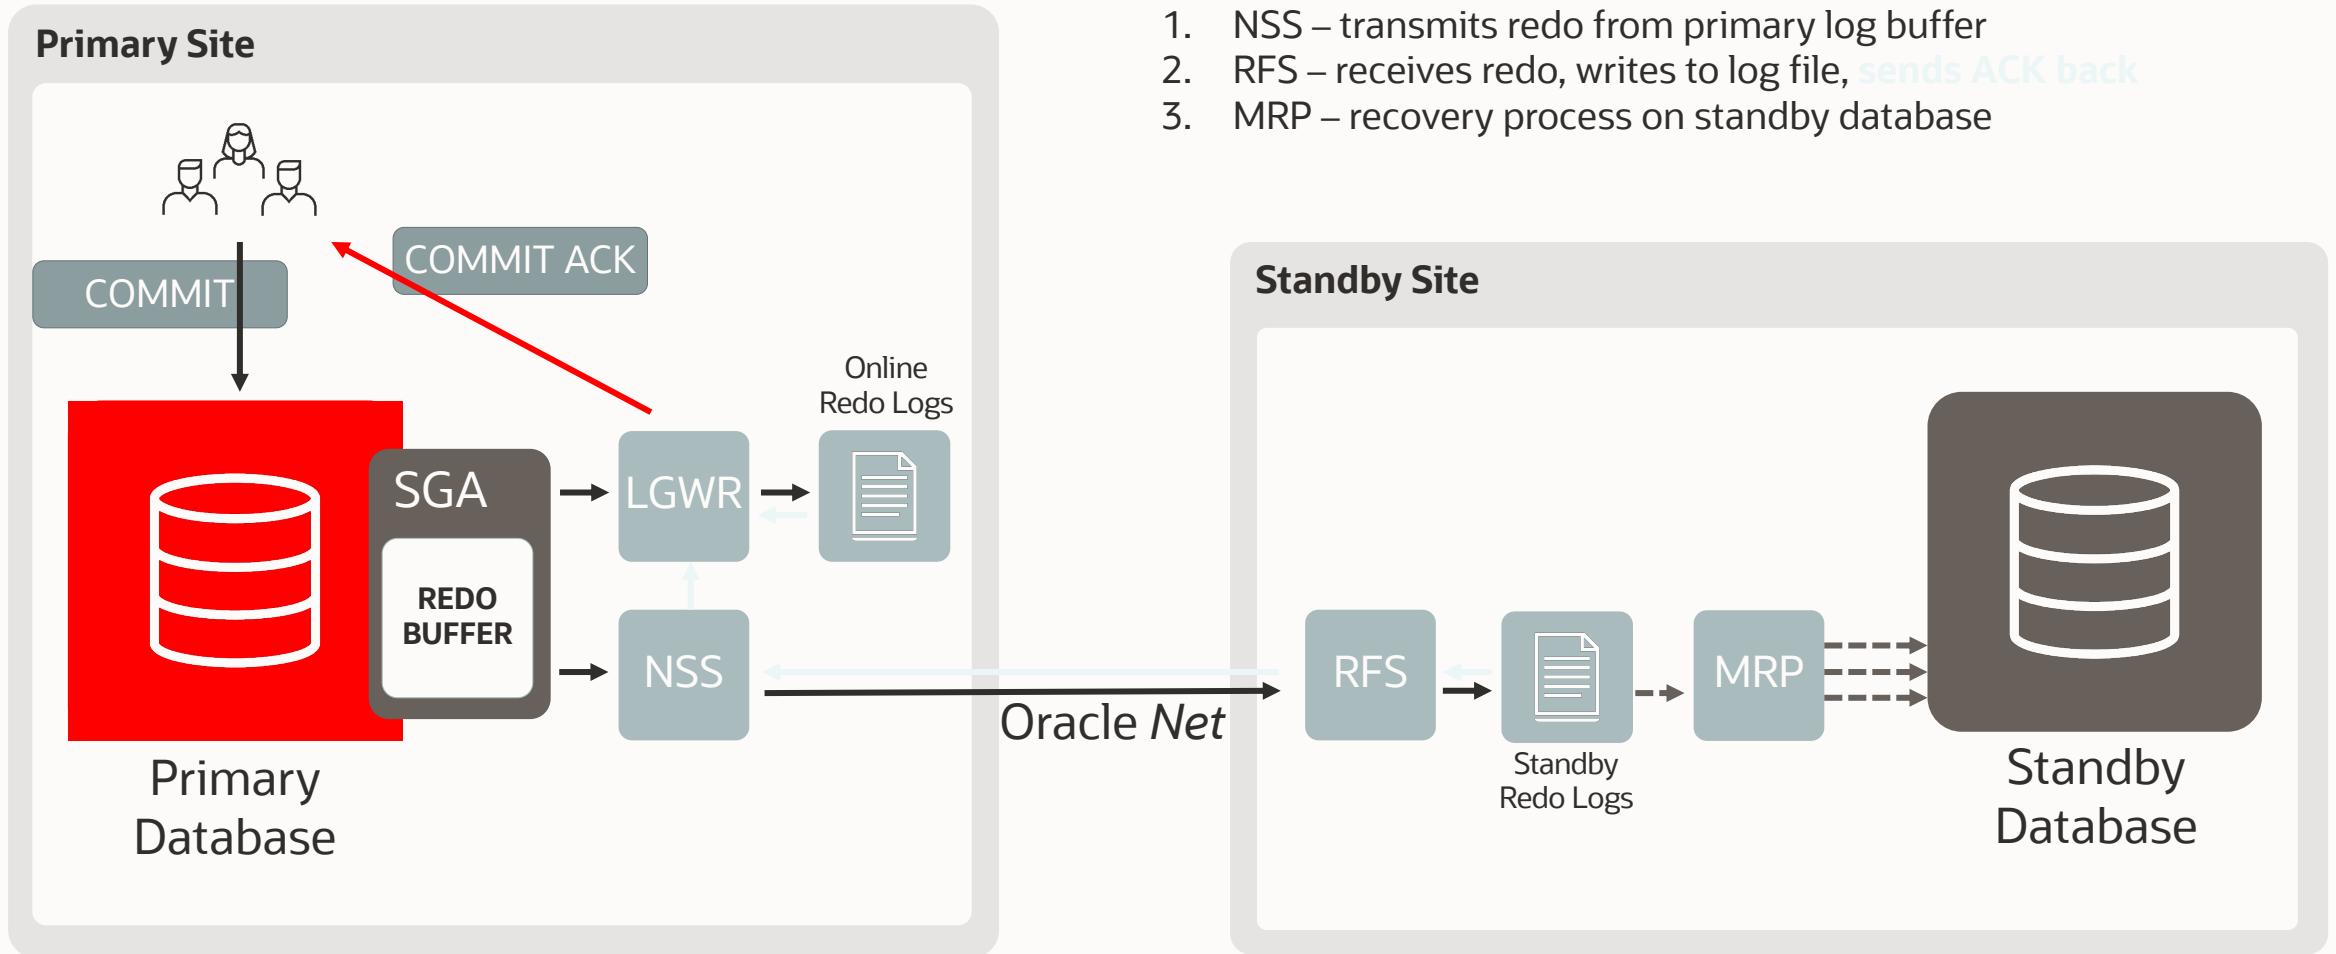 Primary Site
1. NSS – transmits redo from primary log buffer
2. RFS – receives redo, writes to log file, sends ACK back
3. MRP – recovery process on standby database
COMMIT ACK
COMMIT
Standby Site
Online
Redo Logs
SGA
LGWR
REDO
BUFFER
NSS
Oracle Net
RFS
MRP
Standby
Redo Logs
Primary
Database
Standby
Database